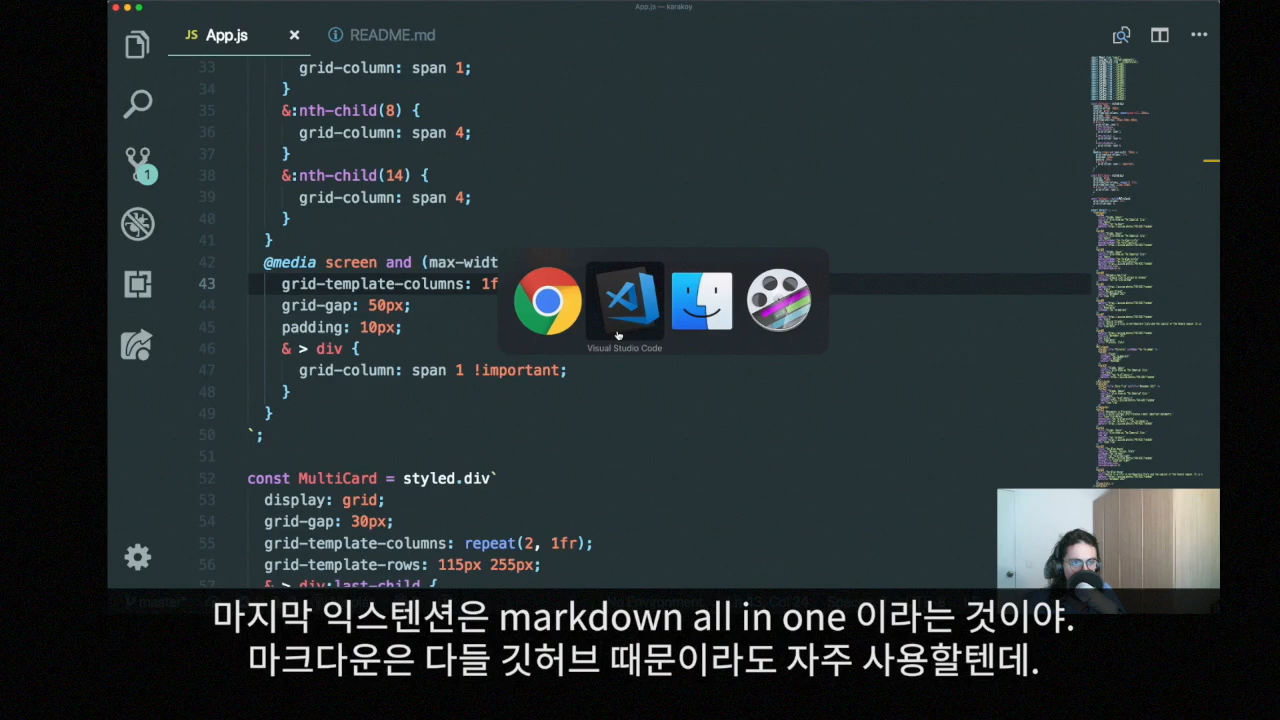 App.js — karakoy
JS App.js
README.md
33 grid-column: span 1;
34 }
35 &:nth-child(8) {
36 grid-column: span 4;
37 }
38 &:nth-child(14) {
39 grid-column: span 4;
40 }
41 }
42 @media screen and (max-widt
43 grid-template-columns: 1f
44 grid-gap: 50px;
45 padding: 10px;
46 & > div {
47 grid-column: span 1 !important;
48 }
49 }
50 `;
51
52 const MultiCard = styled.div`
53 display: grid;
54 grid-gap: 30px;
55 grid-template-columns: repeat(2, 1fr);
56 grid-template-rows: 115px 255px;
57 & > div:last-child {
1
Visual Studio Code
마지막 익스텐션은 markdown all in one 이라는 것이야.
마크다운은 다들 깃허브 때문이라도 자주 사용할텐데.